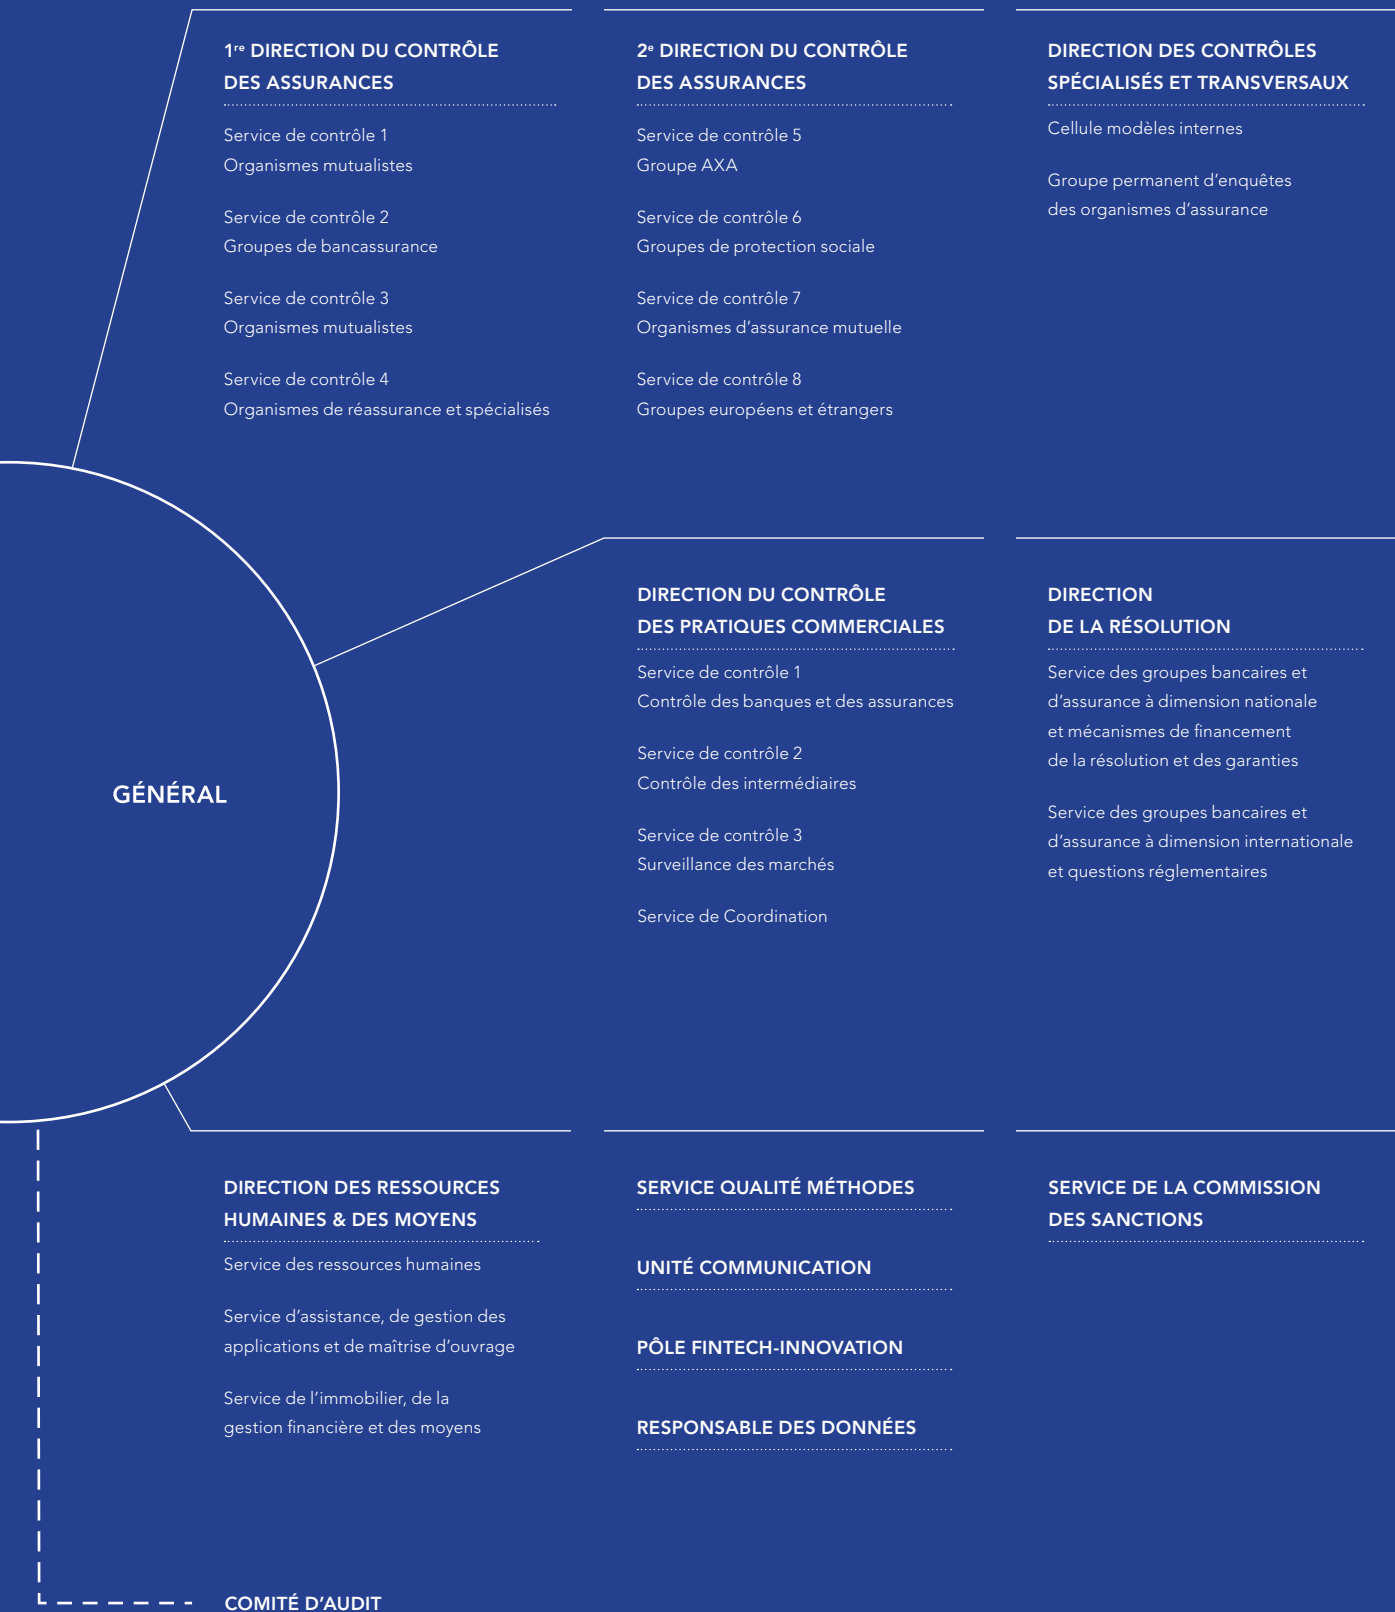 1re DIRECTION DU CONTRÔLE
DES ASSURANCES
Service de contrôle 1
Organismes mutualistes
Service de contrôle 2
Groupes de bancassurance
Service de contrôle 3
Organismes mutualistes
Service de contrôle 4
Organismes de réassurance et spécialisés
2e DIRECTION DU CONTRÔLE
DES ASSURANCES
Service de contrôle 5
Groupe AXA
Service de contrôle 6
Groupes de protection sociale
Service de contrôle 7
Organismes d’assurance mutuelle
Service de contrôle 8
Groupes européens et étrangers
DIRECTION DES CONTRÔLES
SPÉCIALISÉS ET TRANSVERSAUX
Cellule modèles internes
Groupe permanent d’enquêtes
des organismes d’assurance
GÉNÉRAL
DIRECTION DU CONTRÔLE
DES PRATIQUES COMMERCIALES
Service de contrôle 1
Contrôle des banques et des assurances
Service de contrôle 2
Contrôle des intermédiaires
Service de contrôle 3
Surveillance des marchés
Service de Coordination
DIRECTION
DE LA RÉSOLUTION
Service des groupes bancaires et
d’assurance à dimension nationale
et mécanismes de financement
de la résolution et des garanties
Service des groupes bancaires et
d’assurance à dimension internationale
et questions réglementaires
DIRECTION DES RESSOURCES
HUMAINES & DES MOYENS
Service des ressources humaines
Service d’assistance, de gestion des
applications et de maîtrise d’ouvrage
Service de l’immobilier, de la
gestion financière et des moyens
SERVICE QUALITÉ MÉTHODES
UNITÉ COMMUNICATION
PÔLE FINTECH-INNOVATION
RESPONSABLE DES DONNÉES
SERVICE DE LA COMMISSION
DES SANCTIONS
COMITÉ D’AUDIT